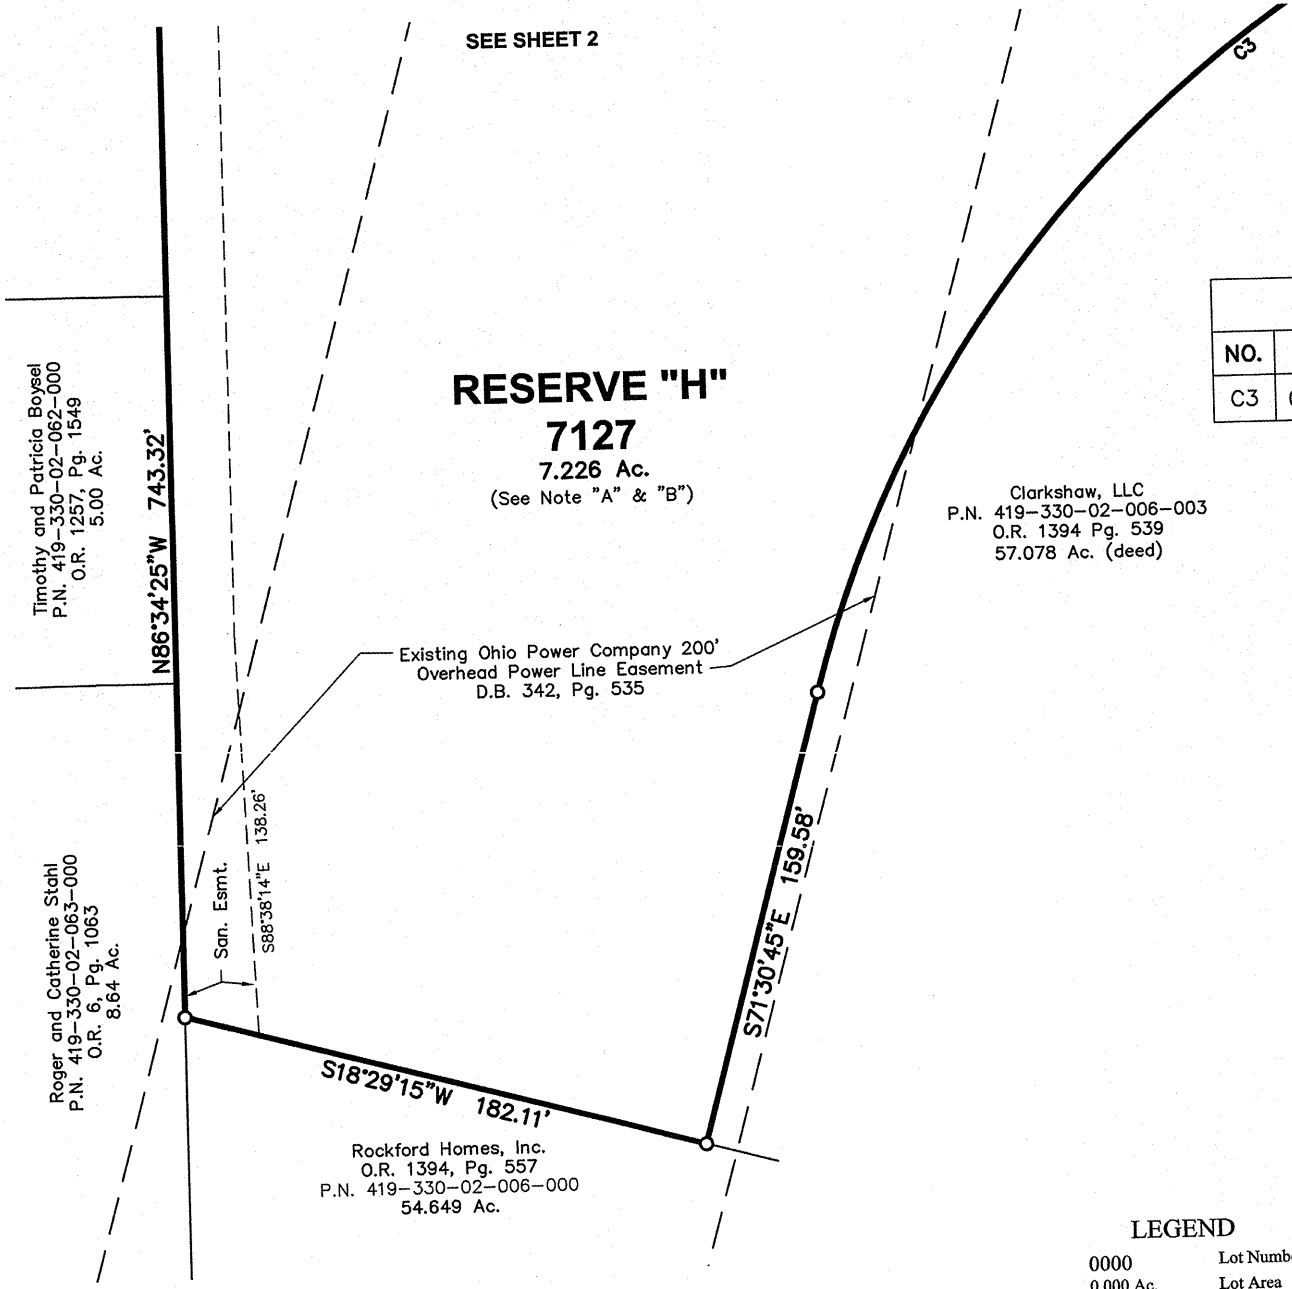 SEE SHEET 2
C3
RESERVE "H"
7127
7.226 Ac.
(See Note "A" & "B")
NO.
C3
Timothy and Patricia Boysel
P.N. 419-330-02-062-000
O.R. 1257, Pg. 1549
5.00 Ac.
N86°34'25"W 743.32'
Clarkshaw, LLC
P.N. 419-330-02-006-003
O.R. 1394 Pg. 539
57.078 Ac. (deed)
Existing Ohio Power Company 200'
Overhead Power Line Easement
D.B. 342, Pg. 535
Roger and Catherine Stahl
P.N. 419-330-02-063-000
O.R. 6, Pg. 1063
8.64 Ac.
San. Esmt.
S88°38'14"E 138.26'
S71°30'45"E 159.58'
S18°29'15"W 182.11'
Rockford Homes, Inc.
O.R. 1394, Pg. 557
P.N. 419-330-02-006-000
54.649 Ac.
LEGEND
0000 Lot Numb
0.000 Ac. Lot Area